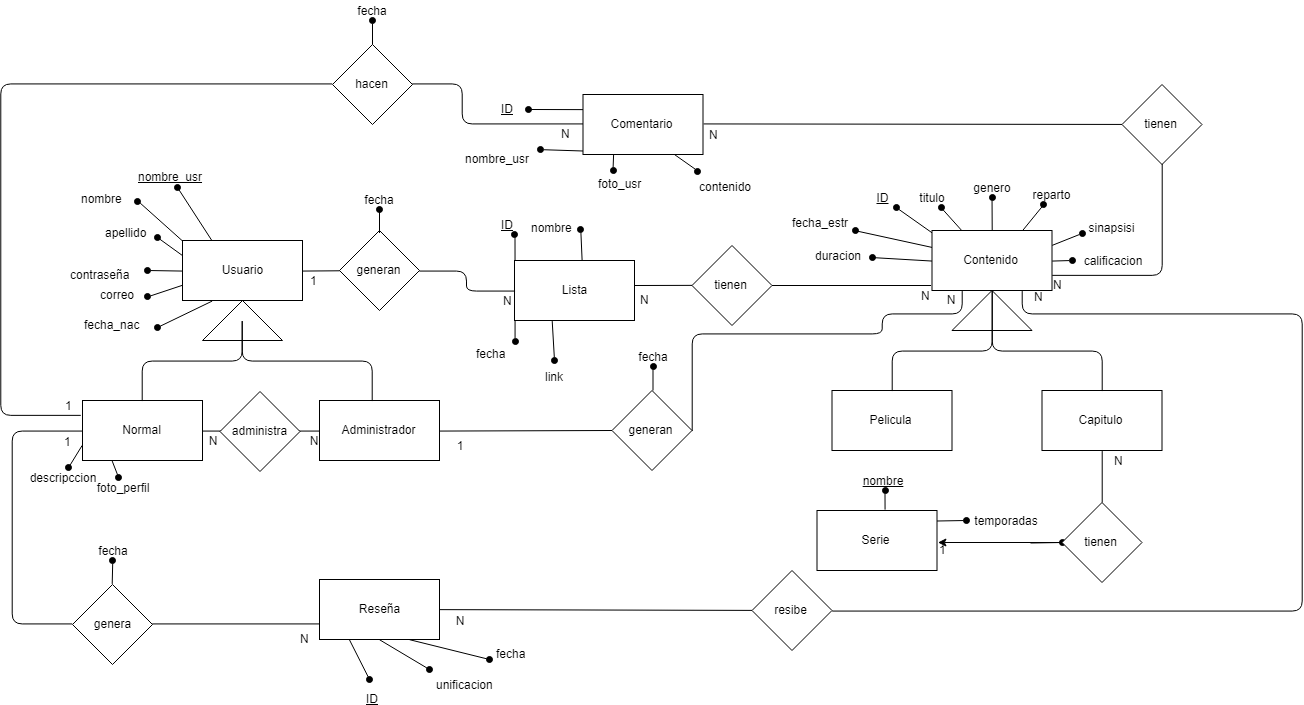 fecha
hacen
ID
Comentario
N
N
tienen
nombre_usr
foto_usr
contenido
nombre_usr
nombre
fecha
ID
titulo
genero
reparto
apellido
ID
nombre
fecha_estr
sinapsisi
contraseña
Usuario
generan
duracion
Contenido
calificacion
1
correo
Lista
tienen
N
N
N
N
N
N
fecha_nac
fecha
link
fecha
1
Normal
administra
Administrador
generan
Pelicula
Capitulo
1
N
N
1
N
descripccion
foto_perfil
nombre
temporadas
Serie
1
tienen
fecha
genera
Reseña
resibe
N
N
fecha
unificacion
ID